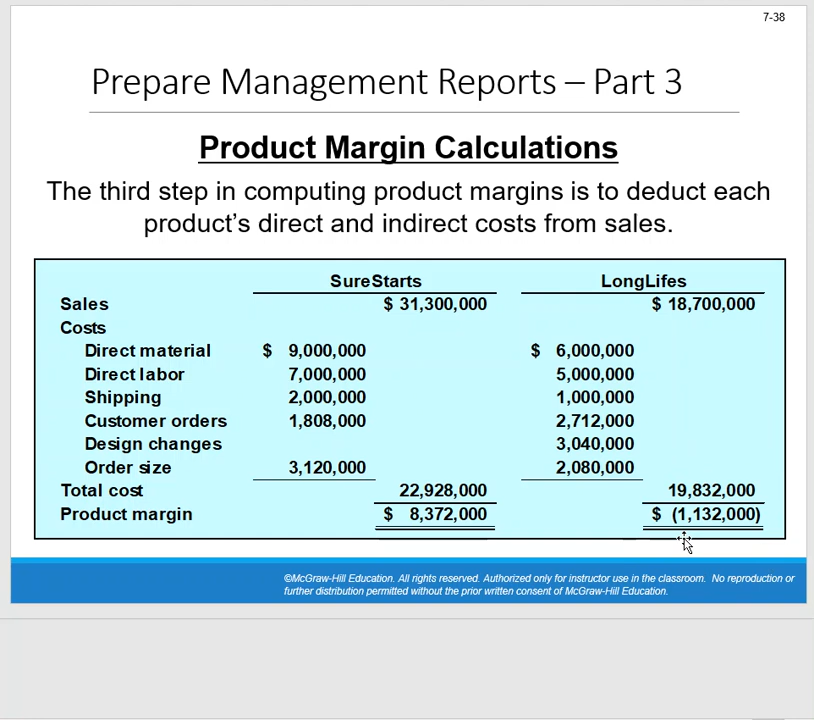 7-38
Prepare Management Reports – Part 3
Product Margin Calculations
The third step in computing product margins is to deduct each
product’s direct and indirect costs from sales.
SureStarts LongLifes
Sales $ 31,300,000 $ 18,700,000
Costs
Direct material $ 9,000,000 $ 6,000,000
Direct labor 7,000,000 5,000,000
Shipping 2,000,000 1,000,000
Customer orders 1,808,000 2,712,000
Design changes 3,040,000
Order size 3,120,000 2,080,000
Total cost 22,928,000 19,832,000
Product margin $ 8,372,000 $ (1,132,000)
©McGraw-Hill Education. All rights reserved. Authorized only for instructor use in the classroom. No reproduction or
further distribution permitted without the prior written consent of McGraw-Hill Education.